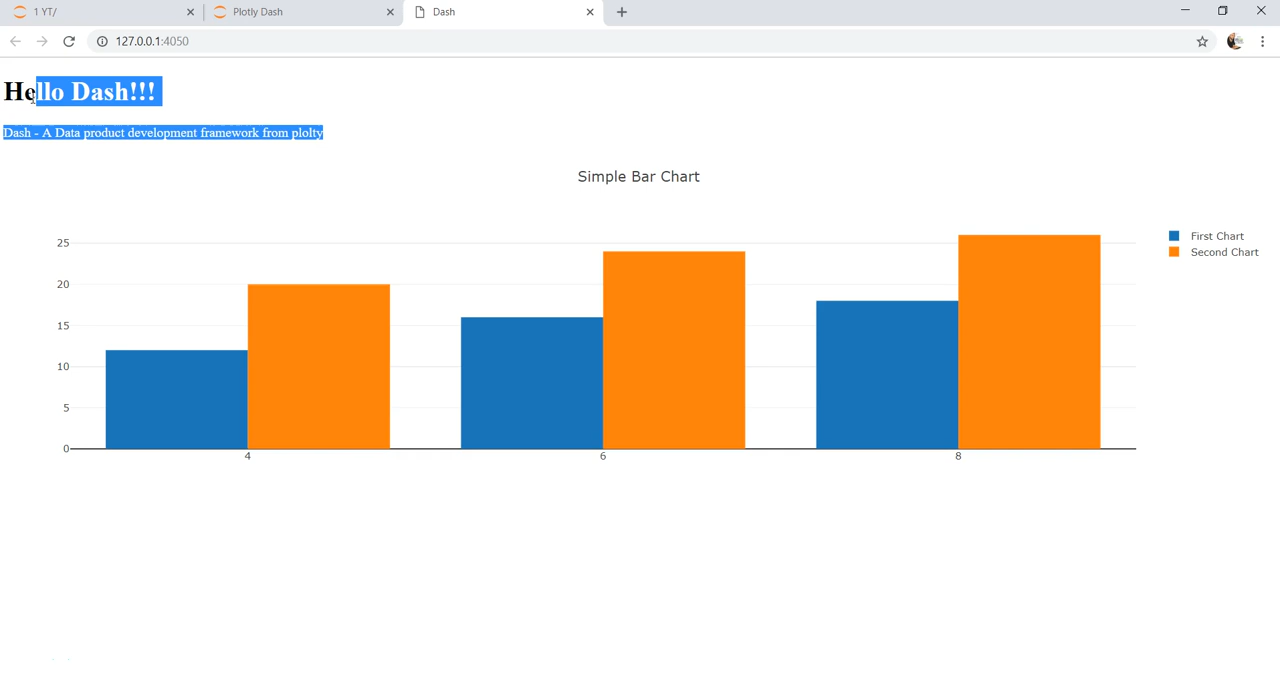 1 YT/
Plotly Dash
Dash
127.0.0.1:4050
Hello Dash!!!
Dash - A Data product development framework from plolty
Simple Bar Chart
First Chart
Second Chart
25
20
15
10
5
0
4 6 8